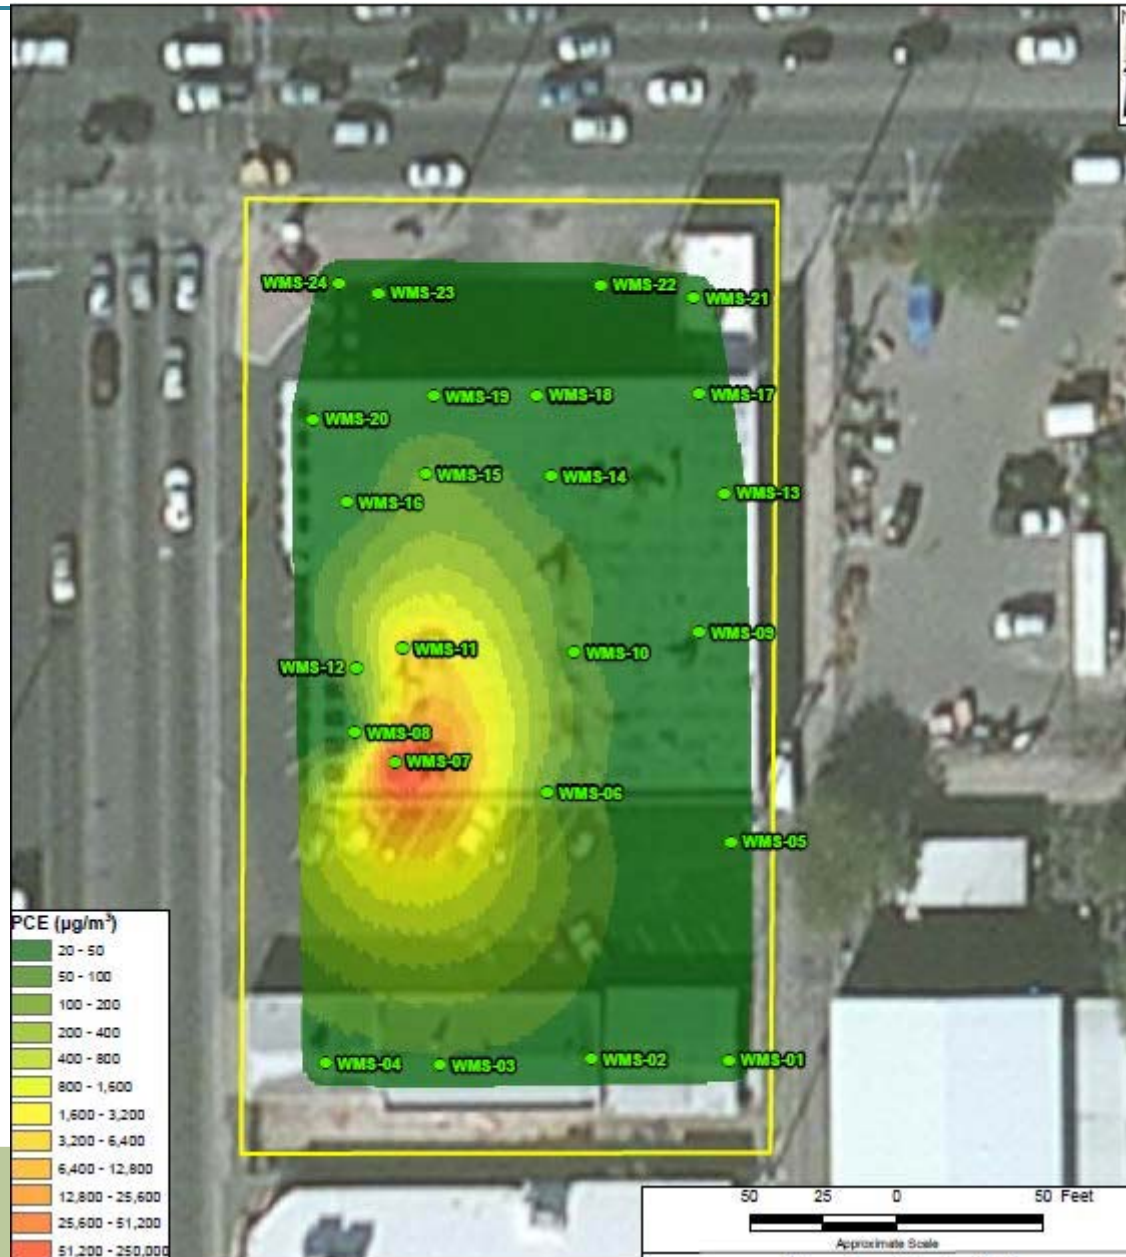 WMS-24
WMS-23
WMS-22
WMS-21
WMS-19
WMS-18
WMS-17
WMS-20
WMS-15
WMS-14
WMS-13
WMS-16
WMS-09
WMS-11
WMS-10
WMS-12
WMS-08
WMS-07
WMS-06
WMS-05
WMS-04
WMS-03
WMS-02
WMS-01
PCE (µg/m³)
20 - 50
50 - 100
100 - 200
200 - 400
400 - 800
800 - 1,600
1,600 - 3,200
3,200 - 6,400
6,400 - 12,800
12,800 - 25,600
25,600 - 51,200
51,200 - 250,000
50 25 0 50 Feet
Approximate Scale